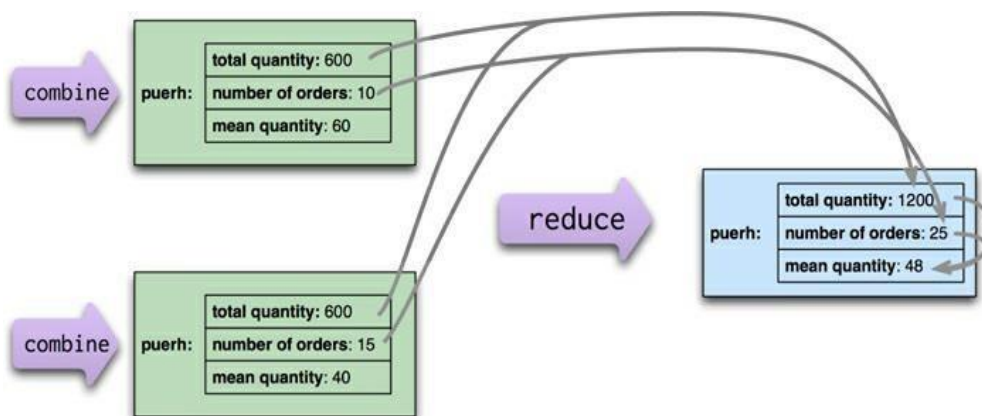 combine
puerh:
total quantity: 600
number of orders: 10
mean quantity: 60
reduce
puerh:
total quantity: 1200
number of orders: 25
mean quantity: 48
combine
puerh:
total quantity: 600
number of orders: 15
mean quantity: 40